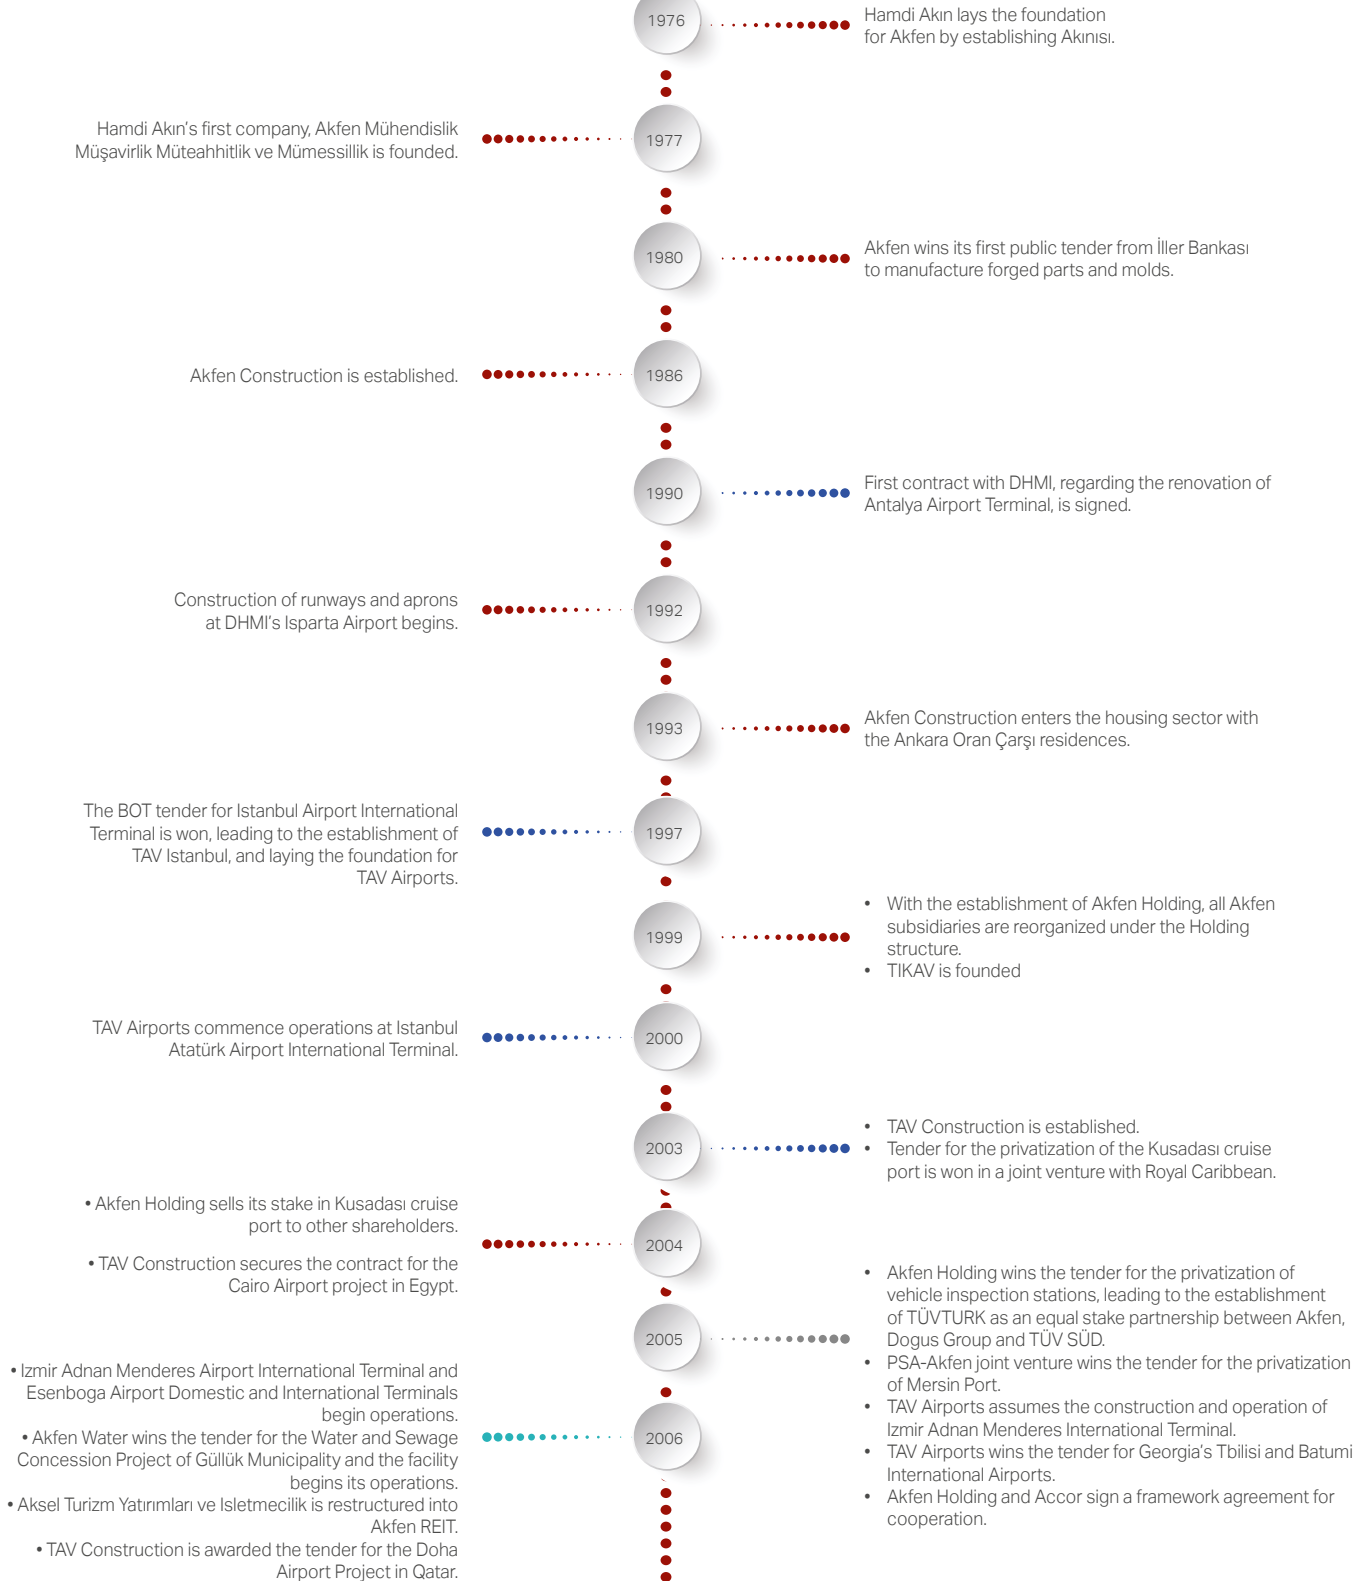 1976
Hamdi Akın lays the foundation
for Akfen by establishing Akınısı.
Hamdi Akın's first company, Akfen Mühendislik
Müşavirlik Müteahhitlik ve Mümessillik is founded.
1977
1980
Akfen wins its first public tender from İller Bankası
to manufacture forged parts and molds.
Akfen Construction is established.
1986
1990
First contract with DHMI, regarding the renovation of
Antalya Airport Terminal, is signed.
Construction of runways and aprons
at DHMI's Isparta Airport begins.
1992
1993
Akfen Construction enters the housing sector with
the Ankara Oran Çarşı residences.
The BOT tender for Istanbul Airport International
Terminal is won, leading to the establishment of
TAV Istanbul, and laying the foundation for
TAV Airports.
1997
1999
• With the establishment of Akfen Holding, all Akfen
subsidiaries are reorganized under the Holding
structure.
• TIKAV is founded
TAV Airports commence operations at Istanbul
Atatürk Airport International Terminal.
2000
2003
• TAV Construction is established.
• Tender for the privatization of the Kusadası cruise
port is won in a joint venture with Royal Caribbean.
• Akfen Holding sells its stake in Kusadası cruise
port to other shareholders.
• TAV Construction secures the contract for the
Cairo Airport project in Egypt.
2004
2005
• Akfen Holding wins the tender for the privatization of
vehicle inspection stations, leading to the establishment
of TÜVTURK as an equal stake partnership between Akfen,
Dogus Group and TÜV SÜD.
• PSA-Akfen joint venture wins the tender for the privatization
of Mersin Port.
• TAV Airports assumes the construction and operation of
Izmir Adnan Menderes International Terminal.
• TAV Airports wins the tender for Georgia's Tbilisi and Batumi
International Airports.
• Akfen Holding and Accor sign a framework agreement for
cooperation.
• Izmir Adnan Menderes Airport International Terminal and
Esenboga Airport Domestic and International Terminals
begin operations.
• Akfen Water wins the tender for the Water and Sewage
Concession Project of Güllük Municipality and the facility
begins its operations.
• Aksel Turizm Yatırımları ve Isletmecilik is restructured into
Akfen REIT.
• TAV Construction is awarded the tender for the Doha
Airport Project in Qatar.
2006